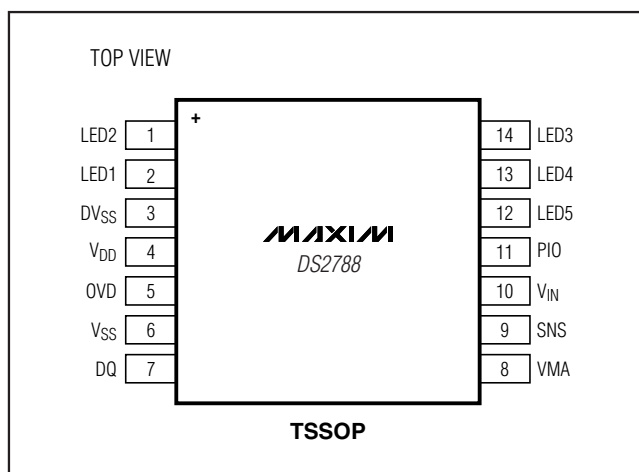 TOP VIEW
+
LED2 1
LED1 2
DVSS 3
VDD 4
OVD 5
VSS 6
DQ 7
MAXIM
DS2788
14 LED3
13 LED4
12 LED5
11 PIO
10 VIN
9 SNS
8 VMA
TSSOP